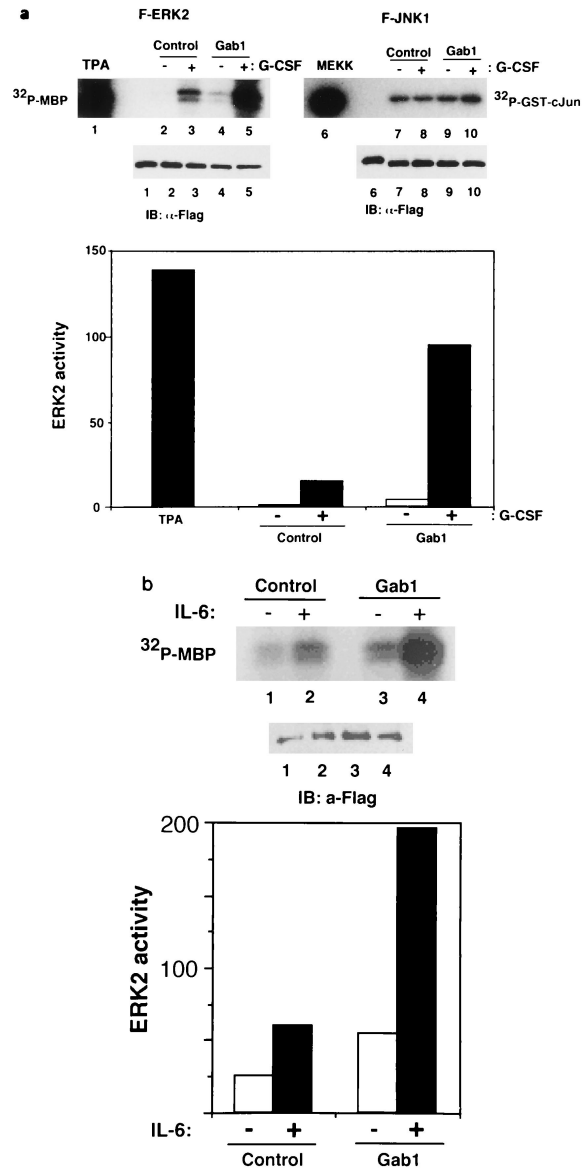 a
F-ERK2
F-JNK1
Control Gab1
TPA - + - + : G-CSF
32P-MBP
1 2 3 4 5
1 2 3 4 5
IB: α-Flag
Control Gab1
MEKK - + - + : G-CSF
32P-GST-cJun
6 7 8 9 10
6 7 8 9 10
IB: α-Flag
ERK2 activity
150
100
50
0
TPA - + - + : G-CSF
Control Gab1
b
Control Gab1
IL-6: - + - +
32P-MBP
1 2 3 4
1 2 3 4
IB: a-Flag
ERK2 activity
200
100
IL-6: - + - +
Control Gab1